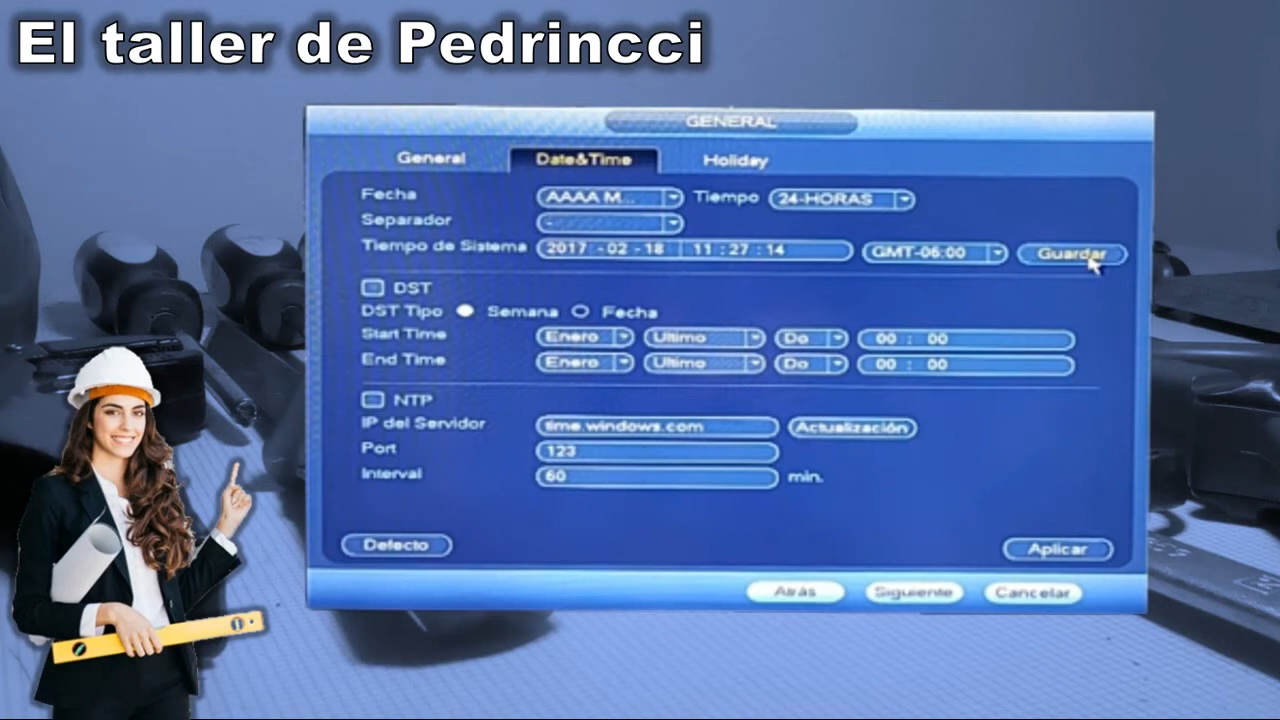 El taller de Pedrincci
GENERAL
General Date&Time Holiday
Fecha AAAA M... Tiempo 24-HORAS
Separador -
Tiempo de Sistema 2017 - 02 - 18 11 : 27 : 14 GMT-06:00 Guardar
DST
DST Tipo Semana Fecha
Start Time Enero Ultimo Do 00 : 00
End Time Enero Ultimo Do 00 : 00
NTP
IP del Servidor time.windows.com Actualización
Port 123
Interval 60 min.
Defecto Aplicar
Atrás Siguiente Cancelar